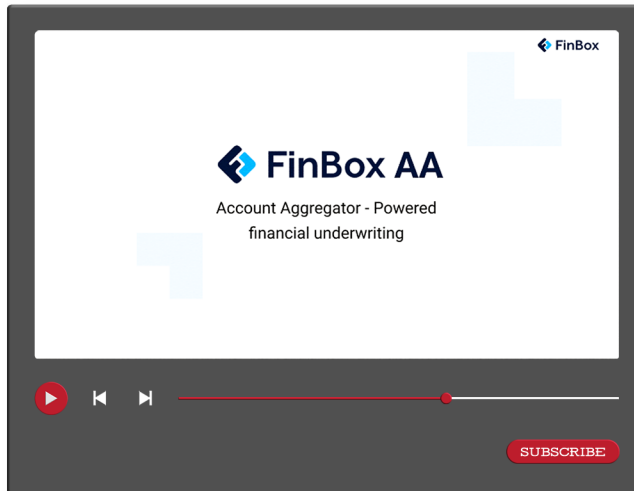 FinBox
FinBox AA
Account Aggregator - Powered
financial underwriting
SUBSCRIBE